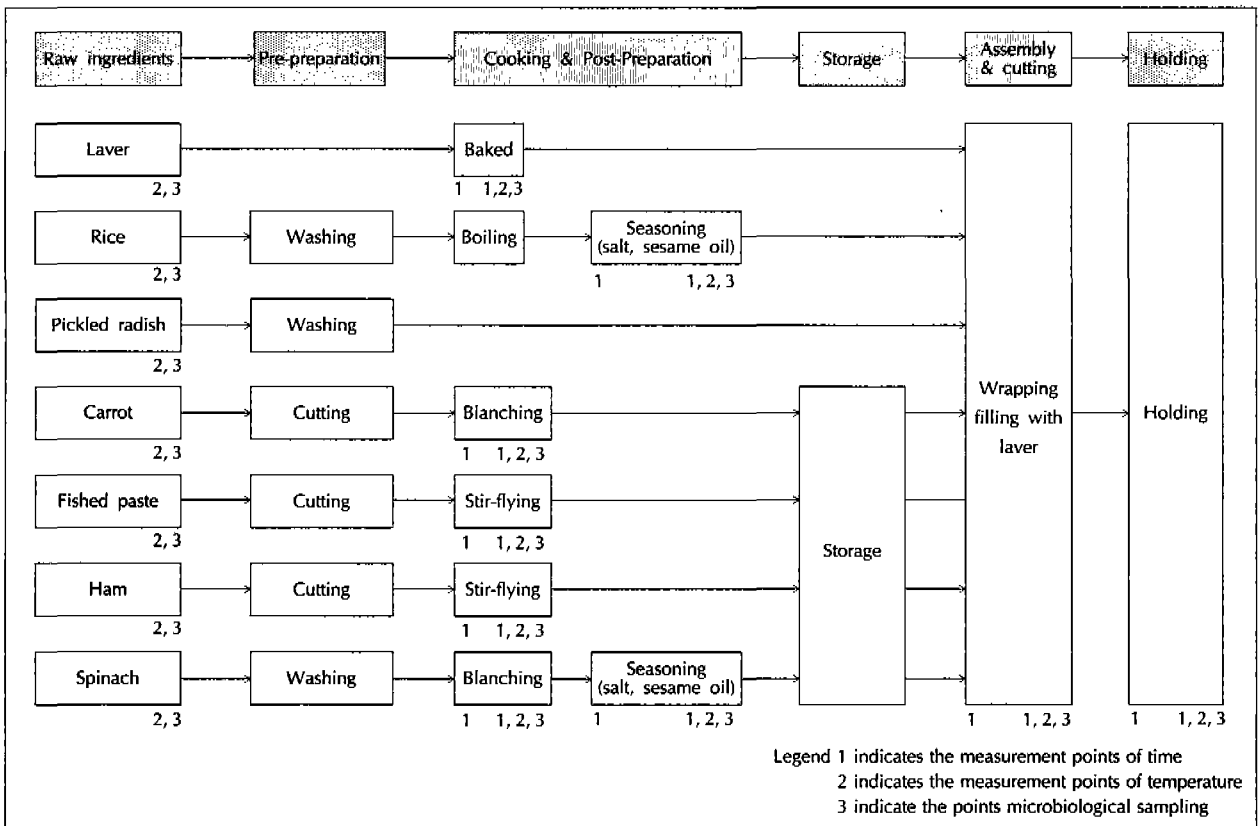 Raw ingredients
Pre-preparation
Cooking & Post-Preparation
Storage
Assembly
& cutting
Holding
Laver
2, 3
Baked
1 1,2,3
Rice
2, 3
Washing
Boiling
Seasoning
(salt, sesame oil)
1 1, 2, 3
Pickled radish
2, 3
Washing
Carrot
2, 3
Cutting
Blanching
1 1, 2, 3
Fished paste
2, 3
Cutting
Stir-flying
1 1, 2, 3
Ham
2, 3
Cutting
Stir-flying
1 1, 2, 3
Spinach
2, 3
Washing
Blanching
1 1, 2, 3
Seasoning
(salt, sesame oil)
1 1, 2, 3
Storage
Wrapping
filling with
laver
1 1, 2, 3
Holding
1 1, 2, 3
Legend 1 indicates the measurement points of time
2 indicates the measurement points of temperature
3 indicate the points microbiological sampling